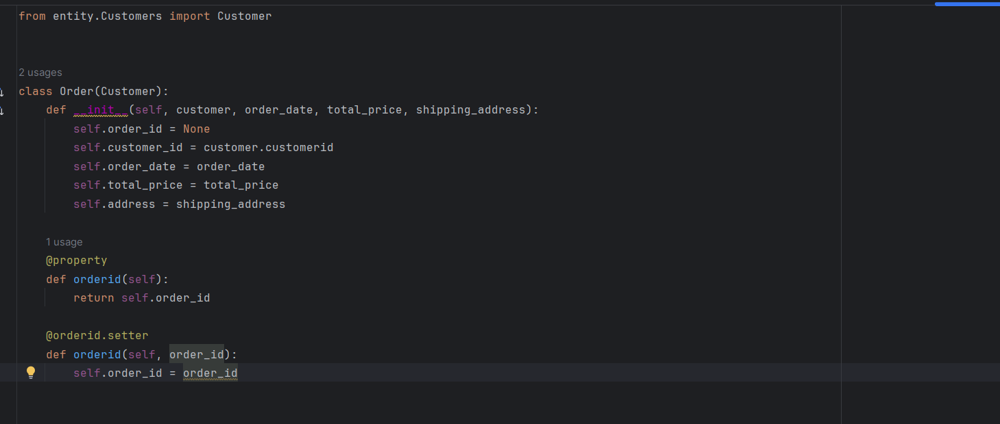 from entity.Customers import Customer
2 usages
class Order(Customer):
    def __init__(self, customer, order_date, total_price, shipping_address):
        self.order_id = None
        self.customer_id = customer.customerid
        self.order_date = order_date
        self.total_price = total_price
        self.address = shipping_address
    1 usage
    @property
    def orderid(self):
        return self.order_id
    @orderid.setter
    def orderid(self, order_id):
        self.order_id = order_id